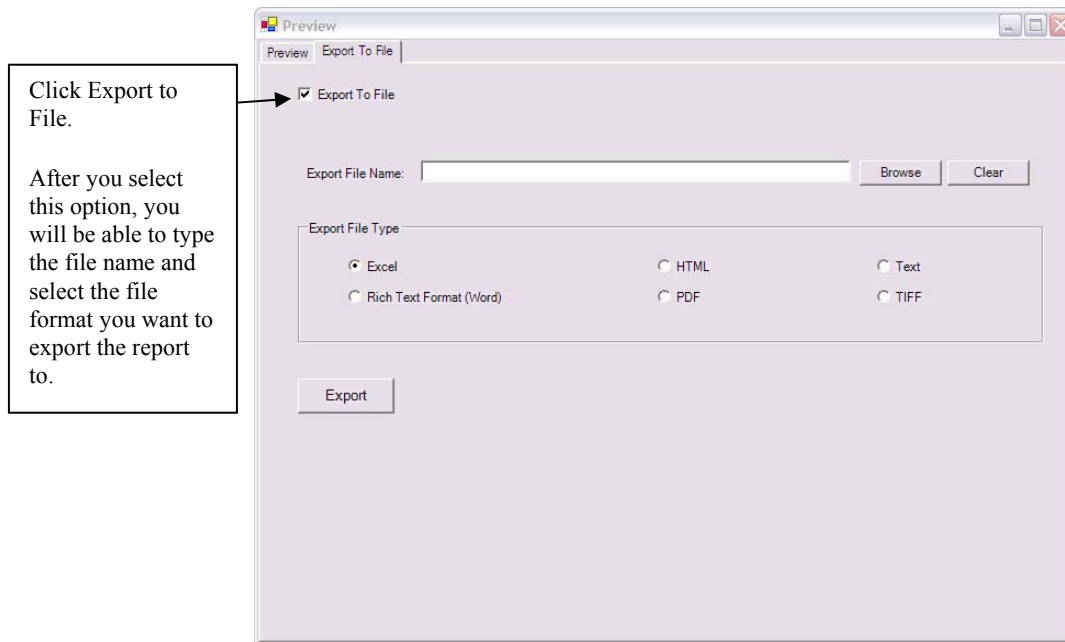 Preview
Preview Export To File
Click Export to
File.
After you select
this option, you
will be able to type
the file name and
select the file
format you want to
export the report
to.
Export To File
Export File Name: Browse Clear
Export File Type
Excel HTML Text
Rich Text Format (Word) PDF TIFF
Export